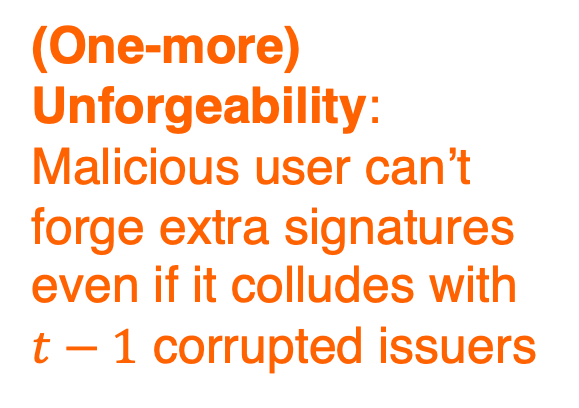 (One-more)
Unforgeability:
Malicious user can’t
forge extra signatures
even if it colludes with
t − 1 corrupted issuers